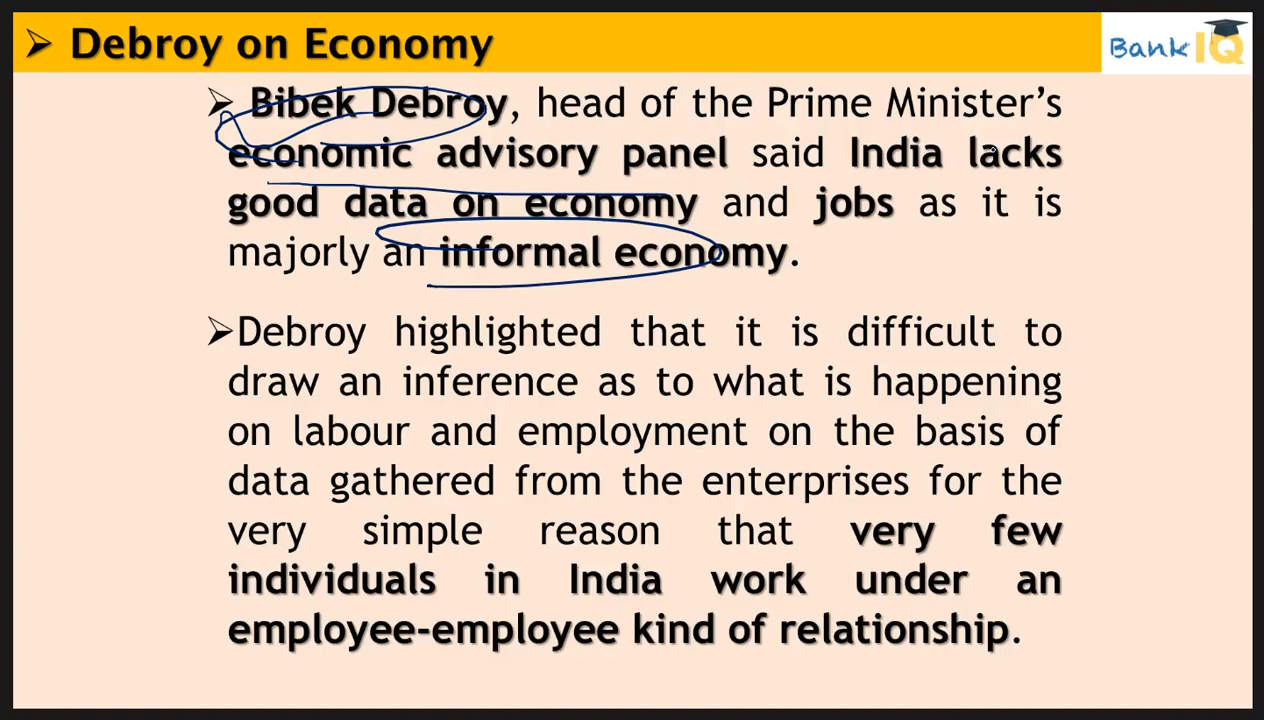 ➢ Debroy on Economy
Bank IQ
➢ Bibek Debroy, head of the Prime Minister’s
economic advisory panel said India lacks
good data on economy and jobs as it is
majorly an informal economy.
➢Debroy highlighted that it is difficult to
draw an inference as to what is happening
on labour and employment on the basis of
data gathered from the enterprises for the
very simple reason that very few
individuals in India work under an
employee-employee kind of relationship.